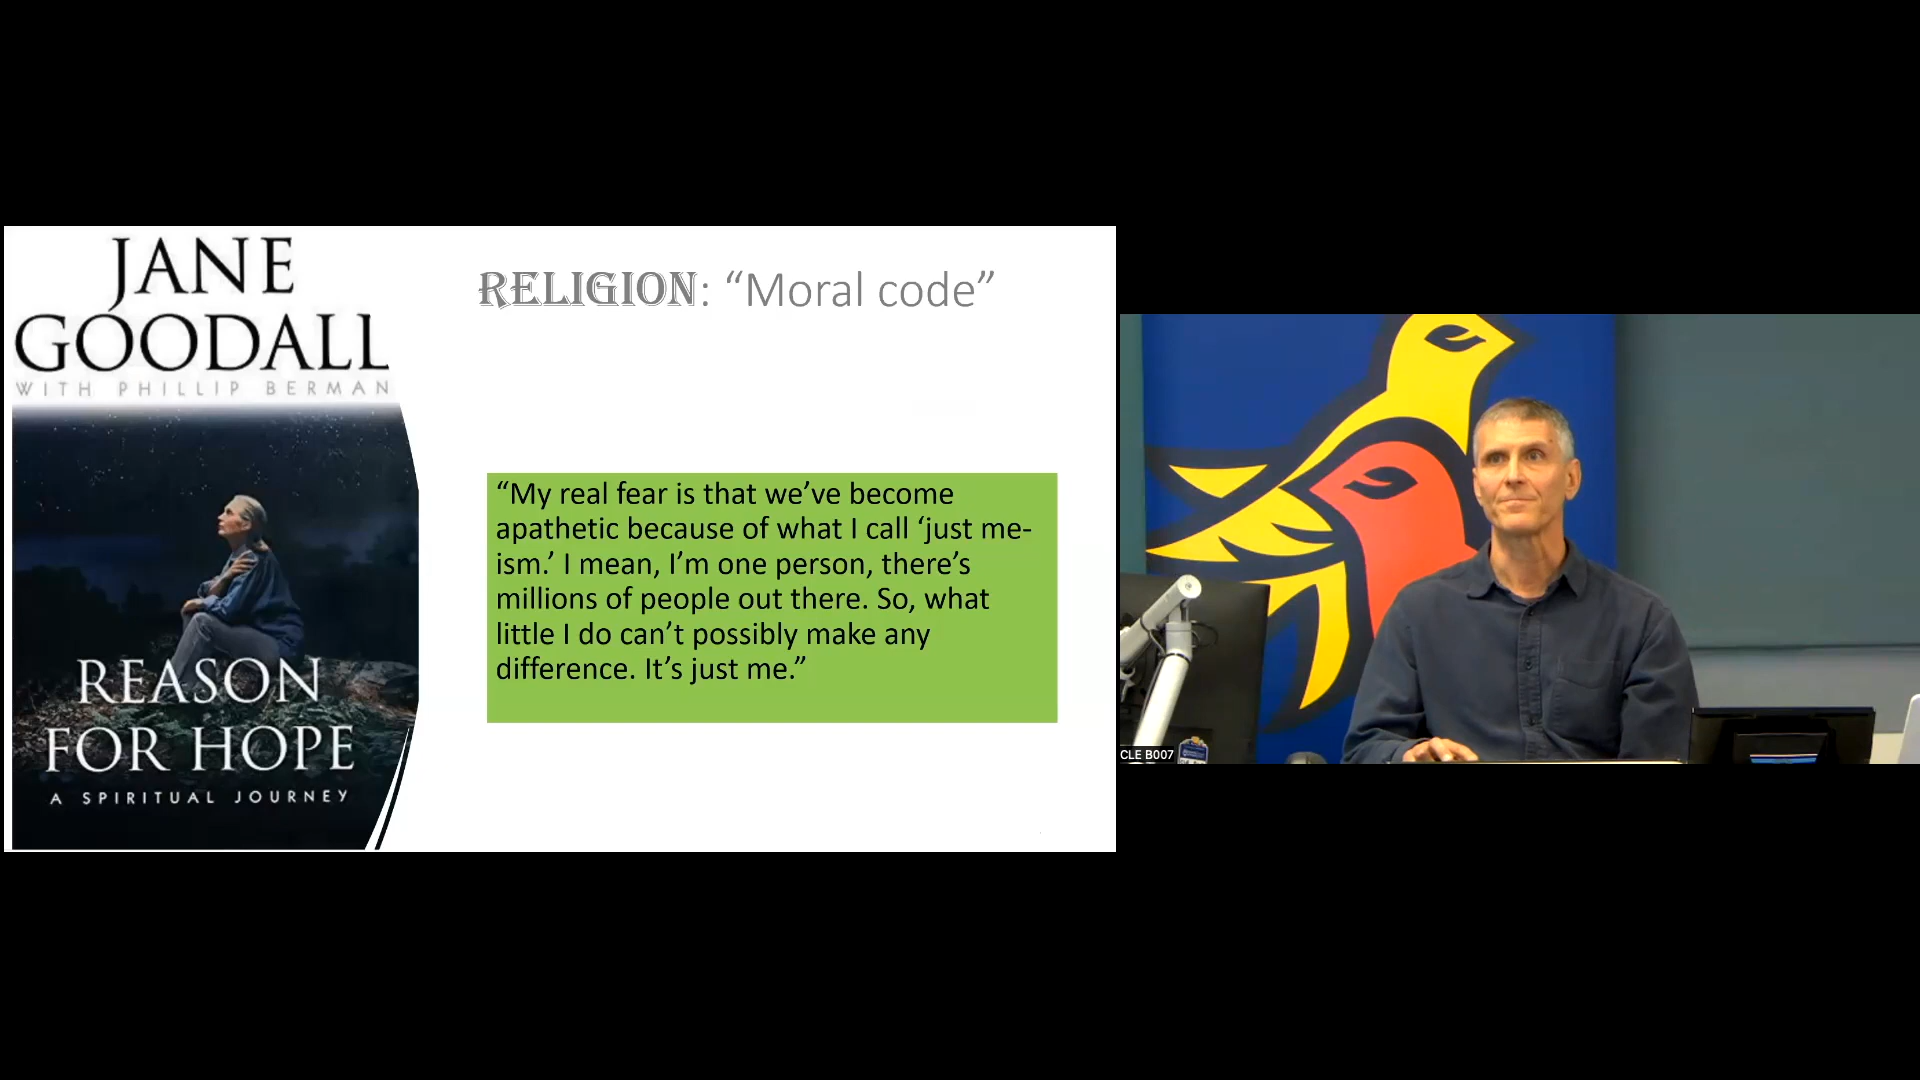 JANE
GOODALL
WITH PHILLIP BERMAN
REASON
FOR HOPE
A SPIRITUAL JOURNEY
RELIGION: “Moral code”
“My real fear is that we’ve become
apathetic because of what I call ‘just me-
ism.’ I mean, I’m one person, there’s
millions of people out there. So, what
little I do can’t possibly make any
difference. It’s just me.”
CLE B007